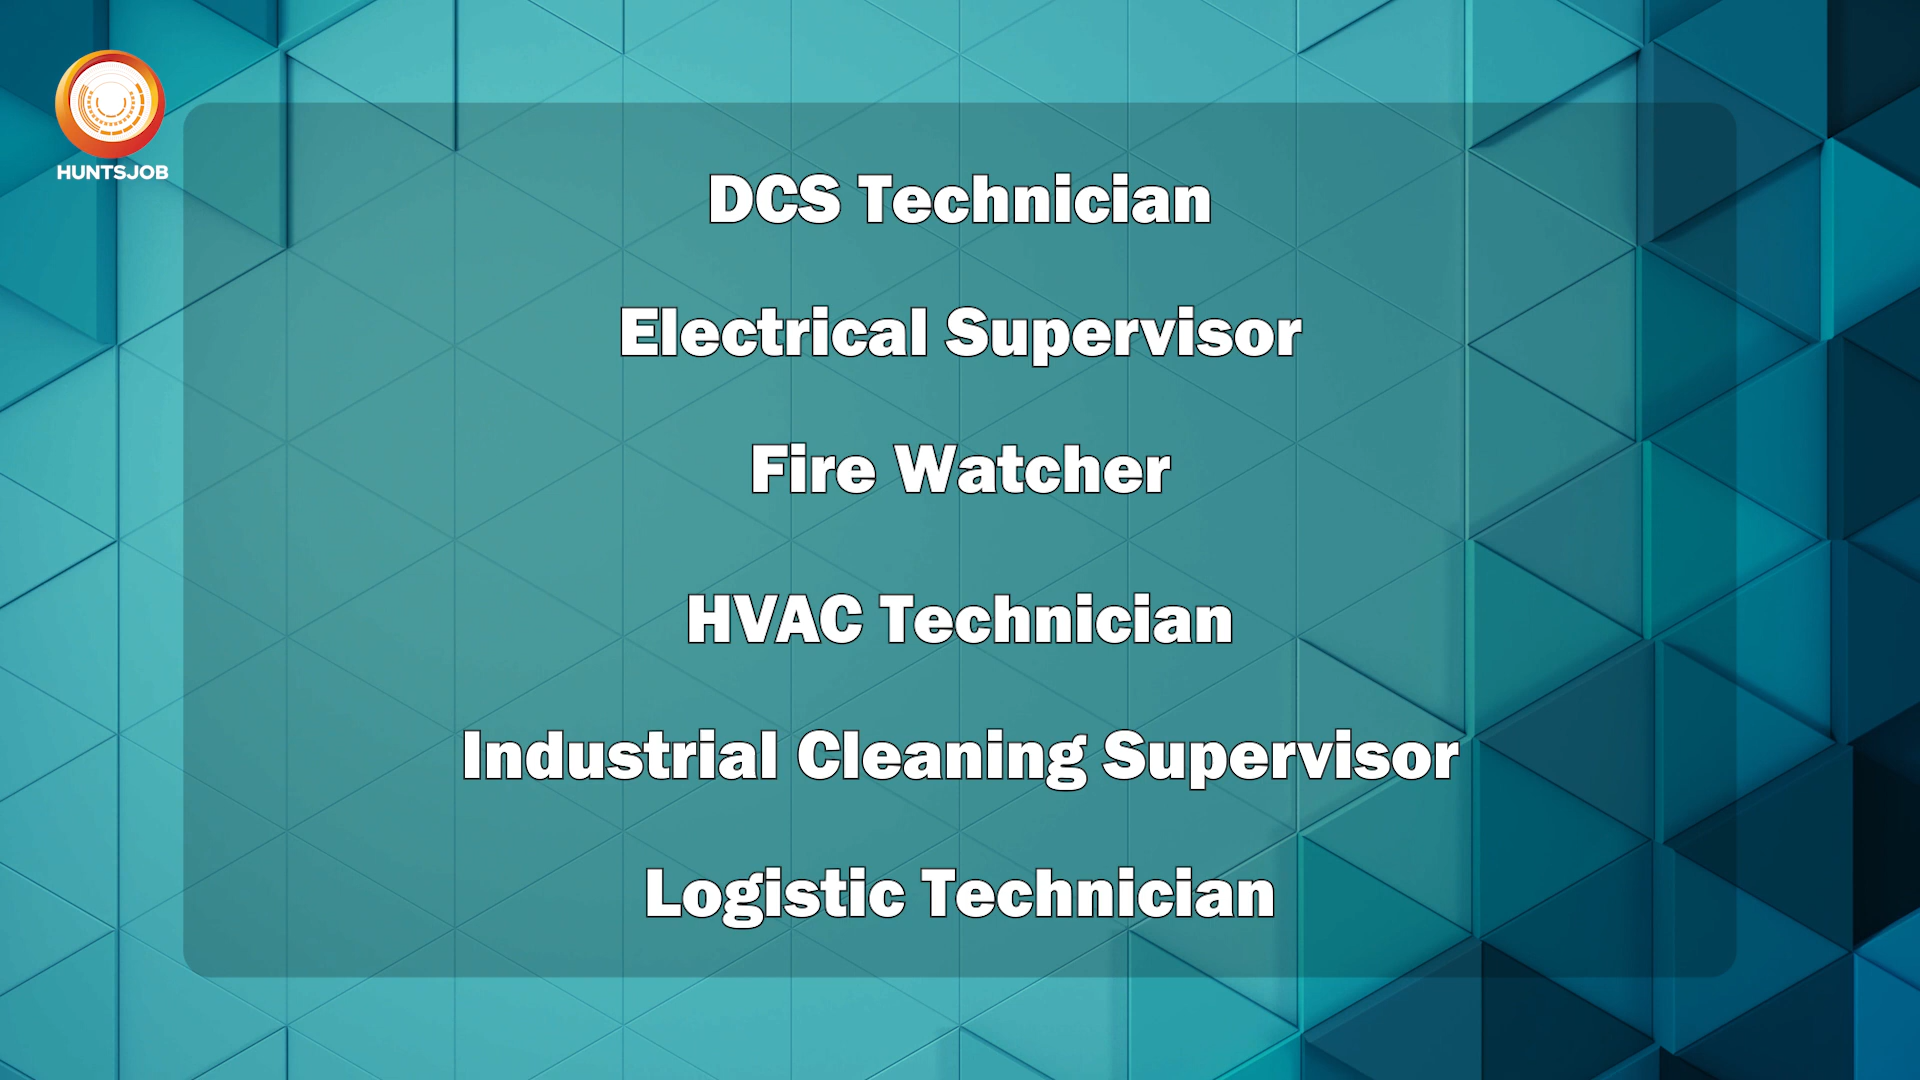 HUNTSJOB
DCS Technician
Electrical Supervisor
Fire Watcher
HVAC Technician
Industrial Cleaning Supervisor
Logistic Technician